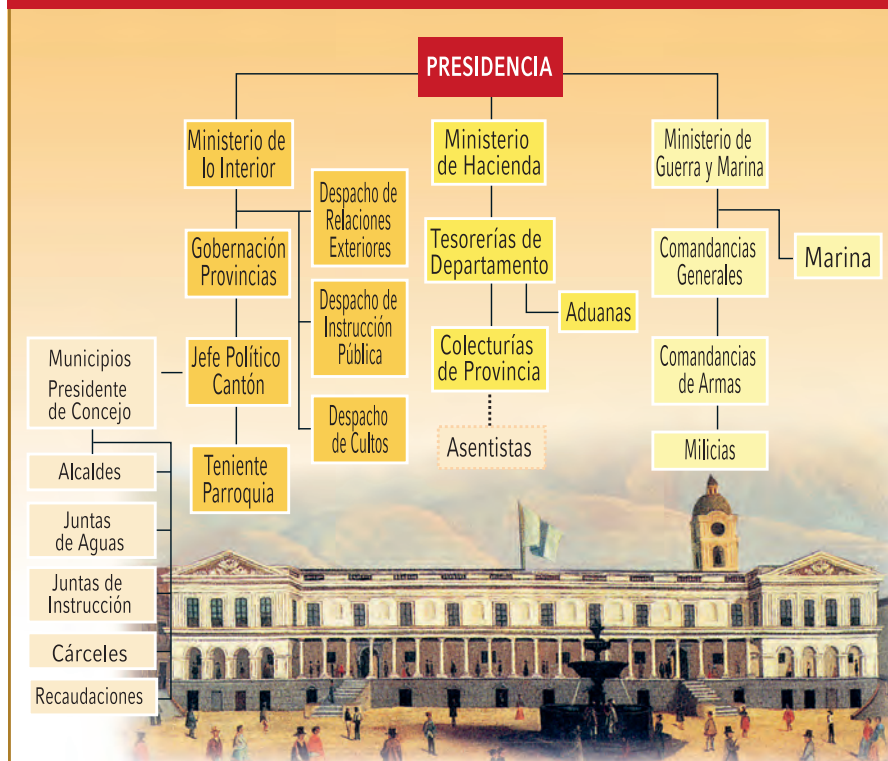 PRESIDENCIA
Ministerio de
lo Interior
Despacho de
Relaciones
Exteriores
Gobernación
Provincias
Despacho de
Instrucción
Pública
Jefe Político
Cantón
Despacho
de Cultos
Teniente
Parroquia
Municipios
Presidente
de Concejo
Alcaldes
Juntas
de Aguas
Juntas de
Instrucción
Cárceles
Recaudaciones
Ministerio
de Hacienda
Tesorerías de
Departamento
Aduanas
Colecturías
de Provincia
Asentistas
Ministerio de
Guerra y Marina
Marina
Comandancias
Generales
Comandancias
de Armas
Milicias